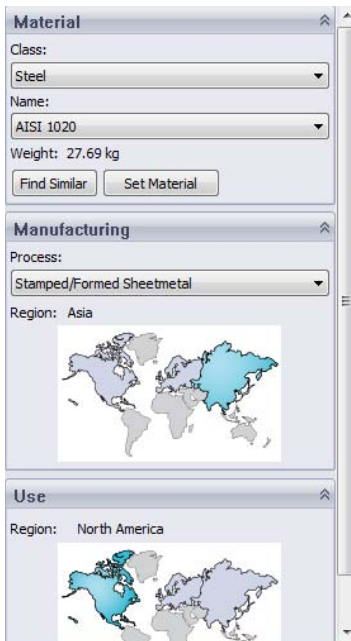 Material
Class:
Steel
Name:
AISI 1020
Weight: 27.69 kg
Find Similar Set Material
Manufacturing
Process:
Stamped/Formed Sheetmetal
Region: Asia
Use
Region: North America